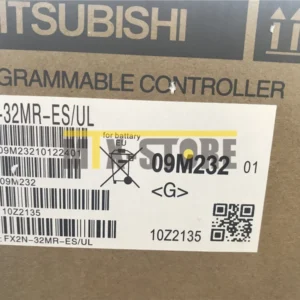 MITSUBISHI
GRAMMABLE CONTROLLER
-32MR-ES/UL
09M23210122401
for battery
EU
09M232 01
09M232
<G>
10Z2135
10Z2135
FX2N-32MR-ES/UL
STORE